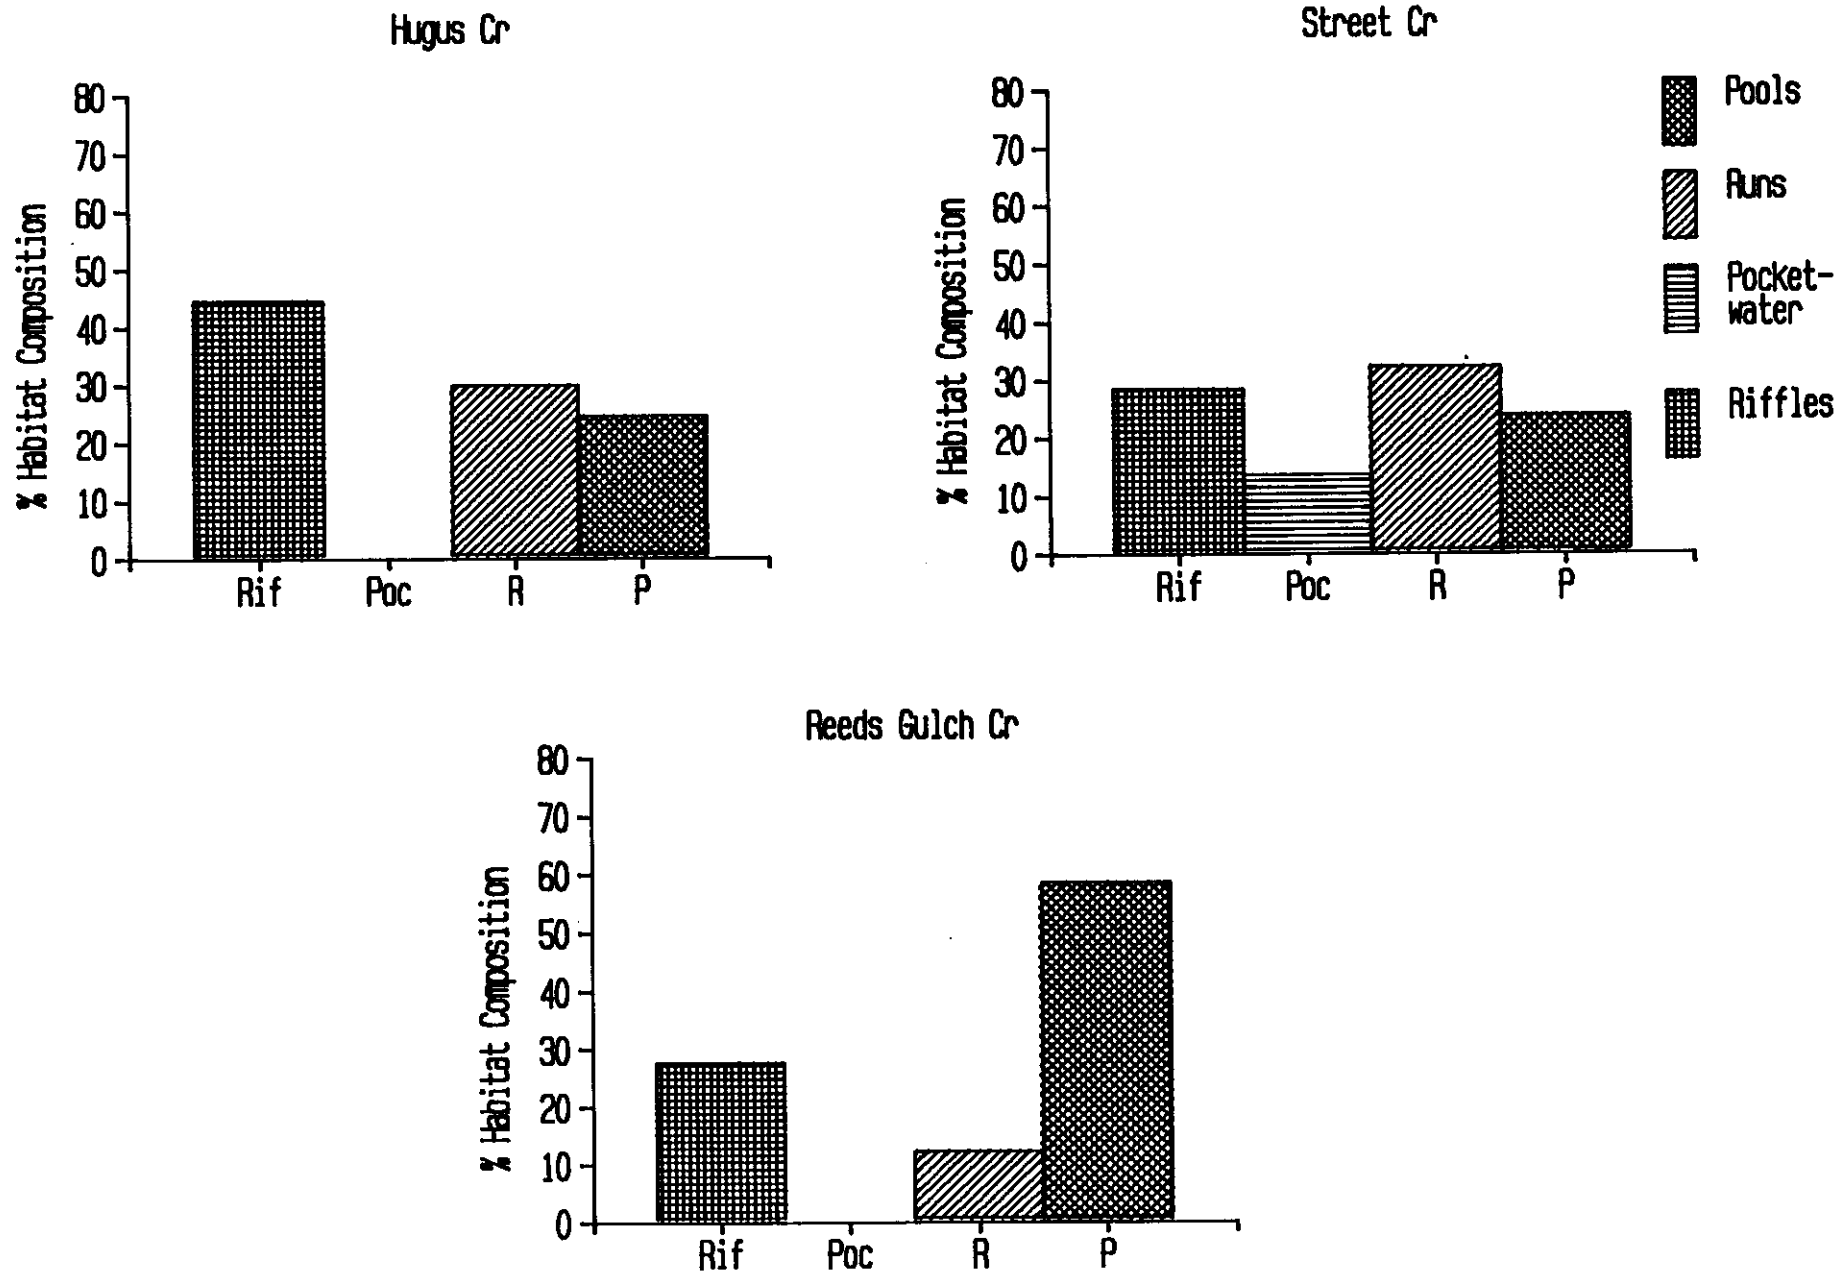 Hugus Cr
% Habitat Composition
80
70
60
50
40
30
20
10
0
Rif Poc R P
Street Cr
% Habitat Composition
80
70
60
50
40
30
20
10
0
Rif Poc R P
Pools
Runs
Pocket-
water
Riffles
Reeds Gulch Cr
% Habitat Composition
80
70
60
50
40
30
20
10
0
Rif Poc R P